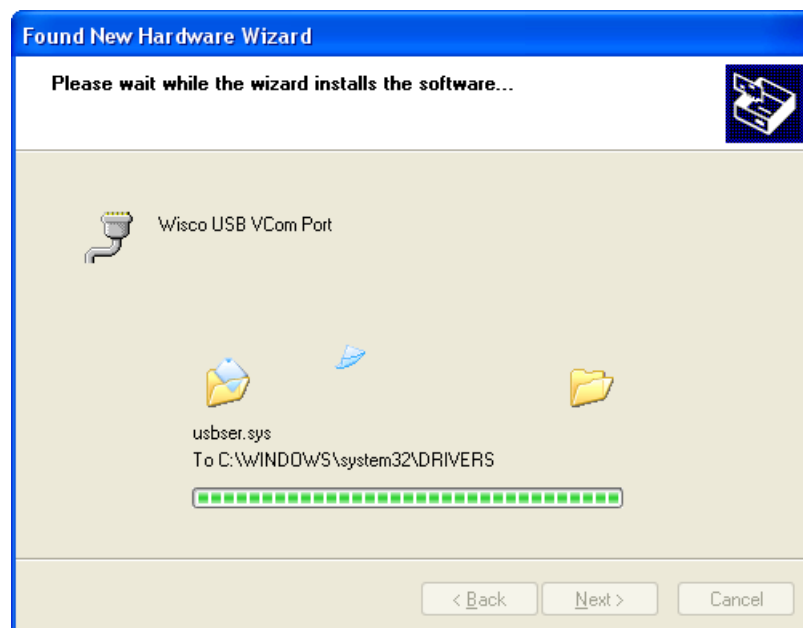 Found New Hardware Wizard
Please wait while the wizard installs the software...
Wisco USB VCom Port
usbser.sys
To C:\WINDOWS\system32\DRIVERS
< Back Next > Cancel